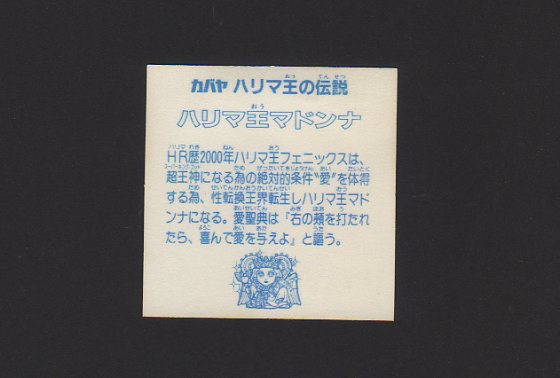 カバヤ ハリマ王の伝説
ハリマ王マドンナ
HR歴2000年ハリマ王フェニックスは、
超王神になる為の絶対的条件“愛”を体得
する為、性転換王界転生しハリマ王マド
ンナになる。愛聖典は『右の頬を打たれ
たら、喜んで愛を与えよ』と謳う。